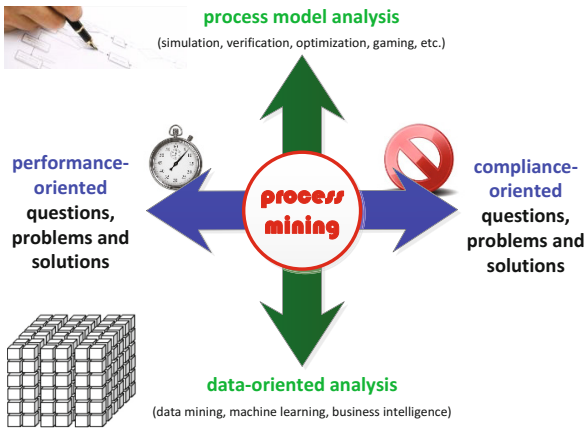 process model analysis
(simulation, verification, optimization, gaming, etc.)
performance-
oriented
questions,
problems and
solutions
process
mining
compliance-
oriented
questions,
problems and
solutions
data-oriented analysis
(data mining, machine learning, business intelligence)